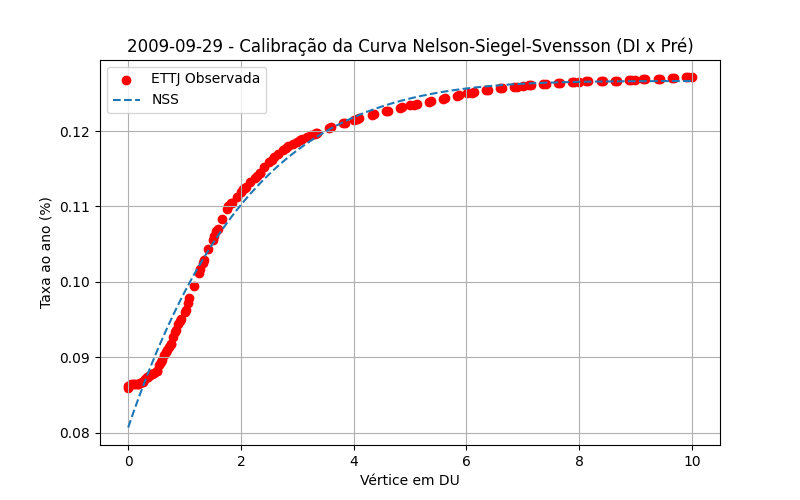 2009-09-29 - Calibração da Curva Nelson-Siegel-Svensson (DI x Pré)
ETTJ Observada
NSS
Taxa ao ano (%)
0.12
0.11
0.10
0.09
0.08
0 2 4 6 8 10
Vértice em DU